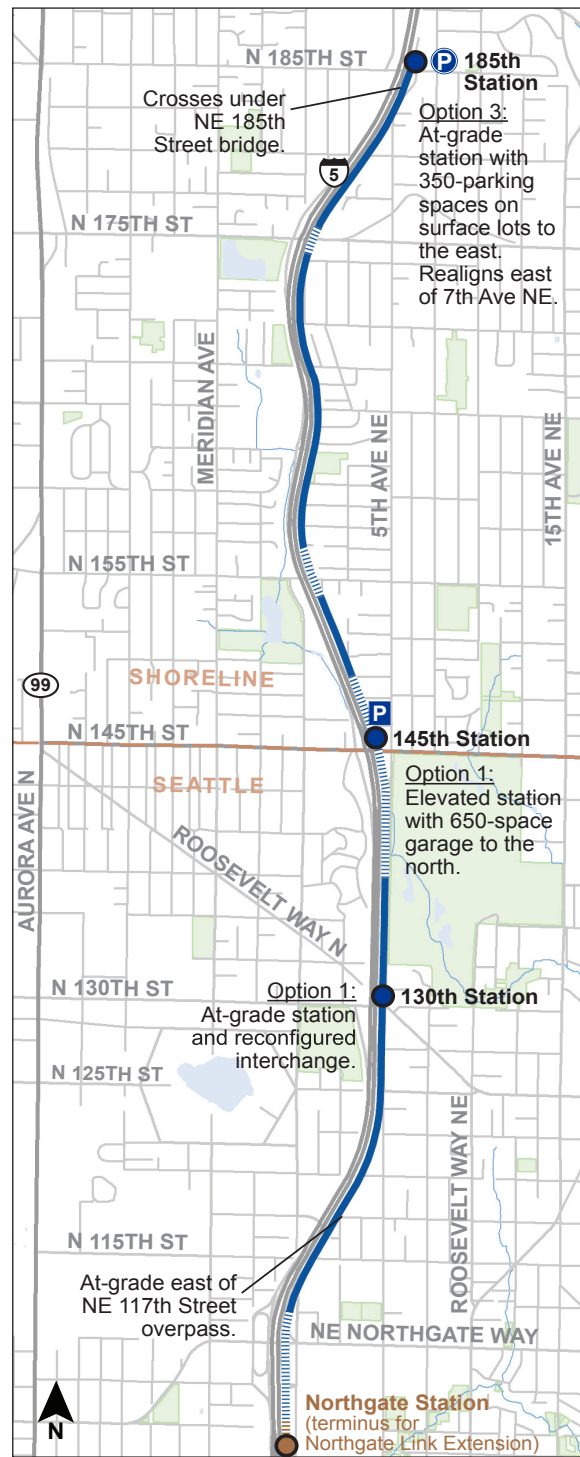 N 185TH ST
P
185th
Station
Crosses under
NE 185th
Street bridge.
Option 3:
At-grade
station with
350-parking
spaces on
surface lots to
the east.
Realigns east
of 7th Ave NE.
5
N 175TH ST
MERIDIAN AVE
5TH AVE NE
15TH AVE NE
N 155TH ST
SHORELINE
99
P
N 145TH ST
145th Station
SEATTLE
Option 1:
Elevated station
with 650-space
garage to the
north.
AURORA AVE N
ROOSEVELT WAY N
N 130TH ST
Option 1:
At-grade station
and reconfigured
interchange.
130th Station
N 125TH ST
ROOSEVELT WAY NE
N 115TH ST
At-grade east of
NE 117th Street
overpass.
NE NORTHGATE WAY
N
Northgate Station
(terminus for
Northgate Link Extension)